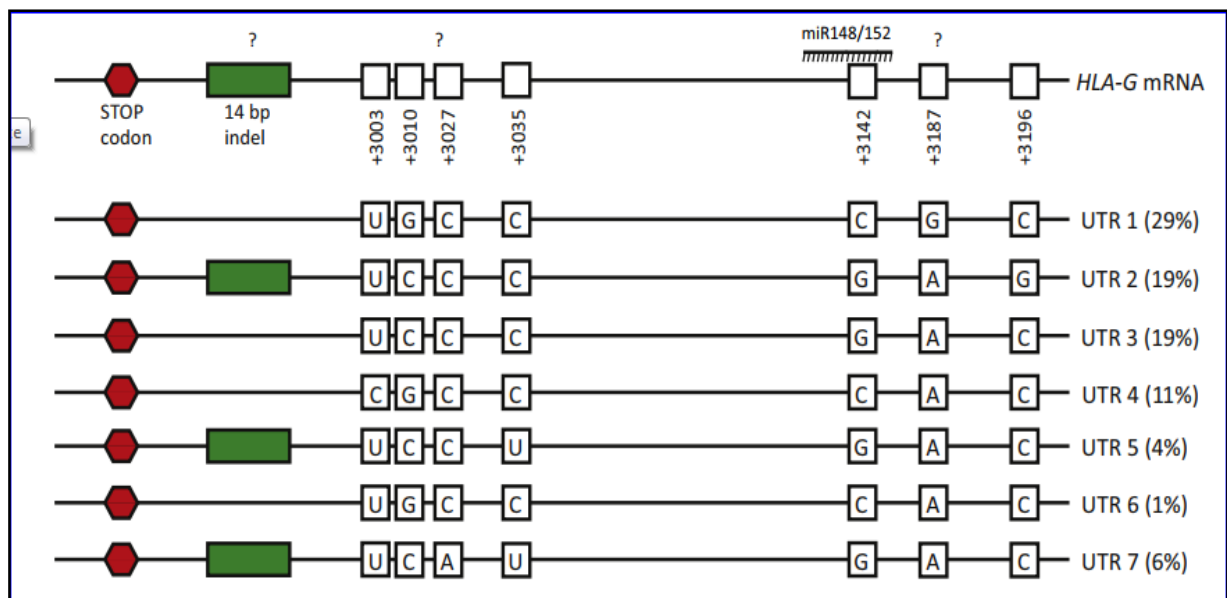 ? ? miR148/152 ?
HLA-G mRNA
STOP codon
14 bp indel
+3003 +3010 +3027 +3035 +3142 +3187 +3196
e
U G C C C G C UTR 1 (29%)
U C C C G A G UTR 2 (19%)
U C C C G A C UTR 3 (19%)
C G C C C A C UTR 4 (11%)
U C C U G A C UTR 5 (4%)
U G C C C A C UTR 6 (1%)
U C A U G A C UTR 7 (6%)